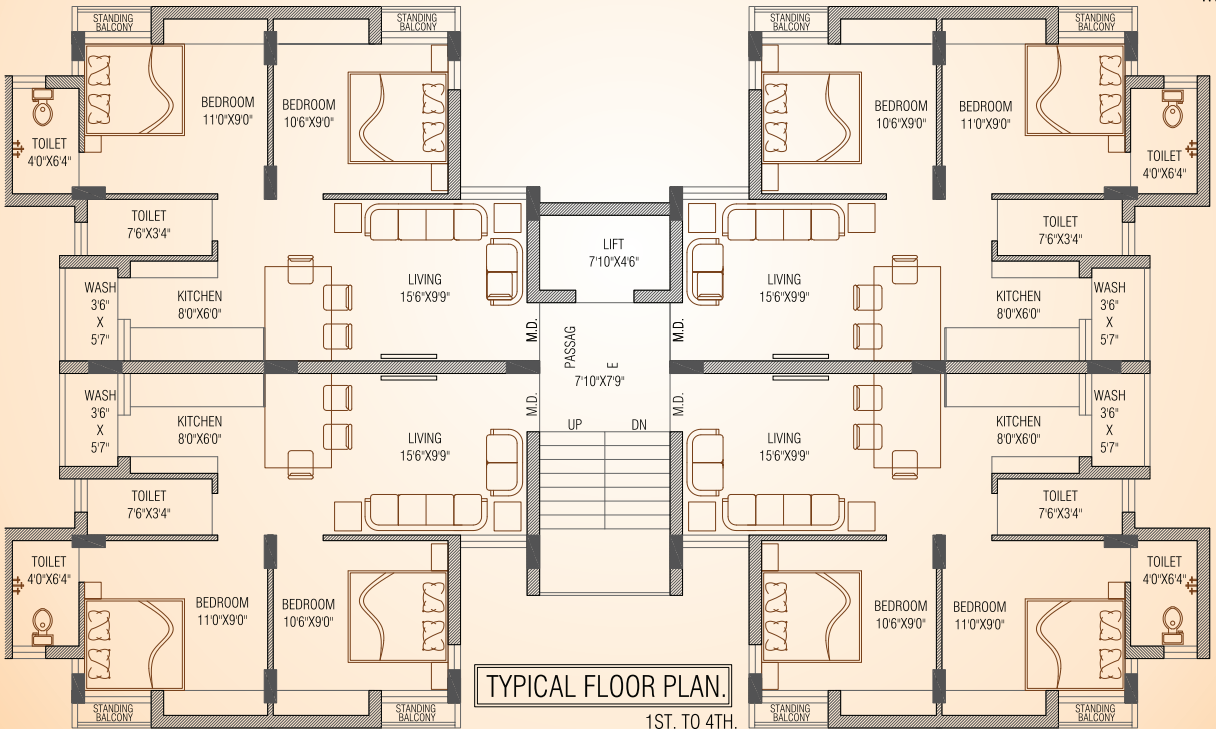 STANDING
BALCONY
STANDING
BALCONY
STANDING
BALCONY
STANDING
BALCONY
BEDROOM
11'0"X9'0"
BEDROOM
10'6"X9'0"
BEDROOM
10'6"X9'0"
BEDROOM
11'0"X9'0"
TOILET
4'0"X6'4"
TOILET
4'0"X6'4"
TOILET
7'6"X3'4"
TOILET
7'6"X3'4"
LIFT
7'10"X4'6"
LIVING
15'6"X9'9"
LIVING
15'6"X9'9"
WASH
3'6"
X
5'7"
KITCHEN
8'0"X6'0"
KITCHEN
8'0"X6'0"
WASH
3'6"
X
5'7"
M.D.
PASSAG
E
7'10"X7'9"
M.D.
WASH
3'6"
X
5'7"
KITCHEN
8'0"X6'0"
M.D.
M.D.
KITCHEN
8'0"X6'0"
WASH
3'6"
X
5'7"
UP
DN
LIVING
15'6"X9'9"
LIVING
15'6"X9'9"
TOILET
7'6"X3'4"
TOILET
7'6"X3'4"
TOILET
4'0"X6'4"
TOILET
4'0"X6'4"
BEDROOM
11'0"X9'0"
BEDROOM
10'6"X9'0"
BEDROOM
10'6"X9'0"
BEDROOM
11'0"X9'0"
STANDING
BALCONY
STANDING
BALCONY
STANDING
BALCONY
STANDING
BALCONY
TYPICAL FLOOR PLAN.
1ST. TO 4TH.